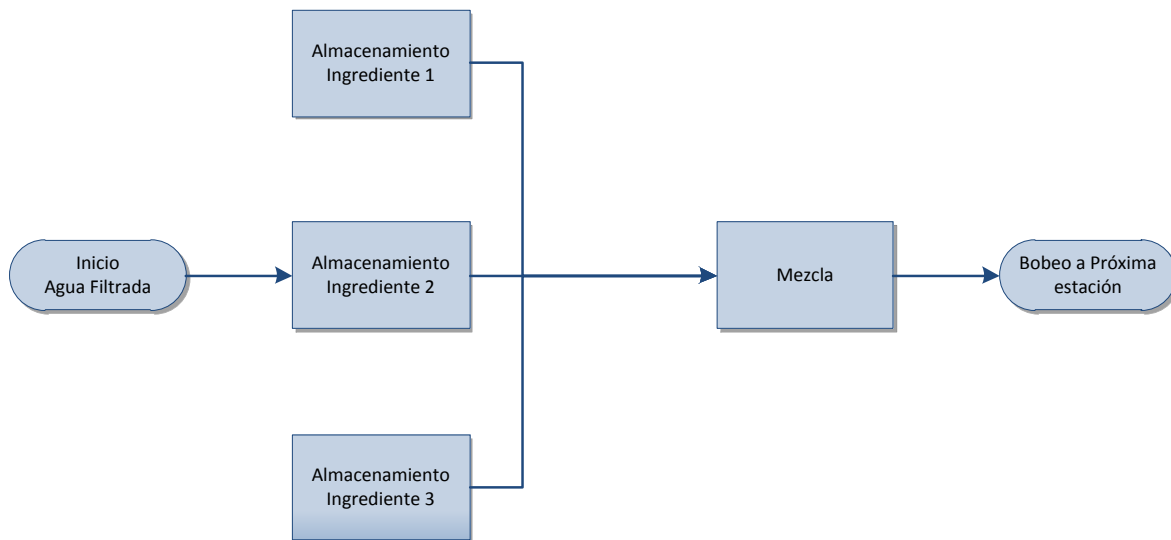 Almacenamiento
Ingrediente 1
Inicio
Agua Filtrada
Almacenamiento
Ingrediente 2
Mezcla
Bobeo a Próxima
estación
Almacenamiento
Ingrediente 3